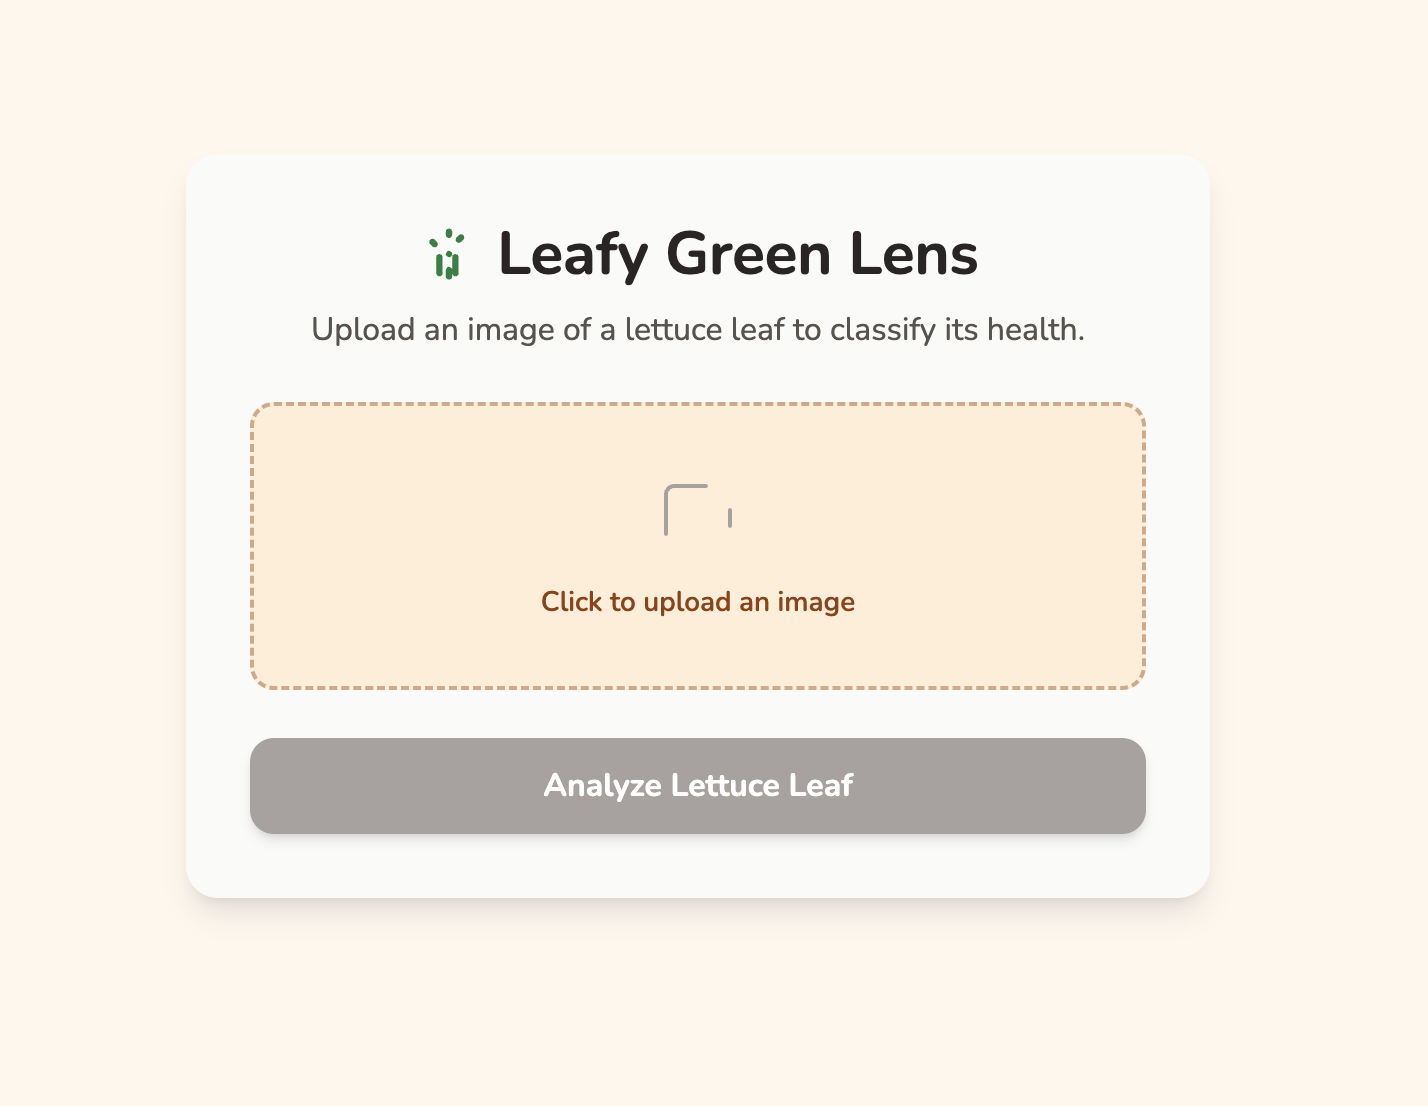 Leafy Green Lens
Upload an image of a lettuce leaf to classify its health.
Click to upload an image
Analyze Lettuce Leaf